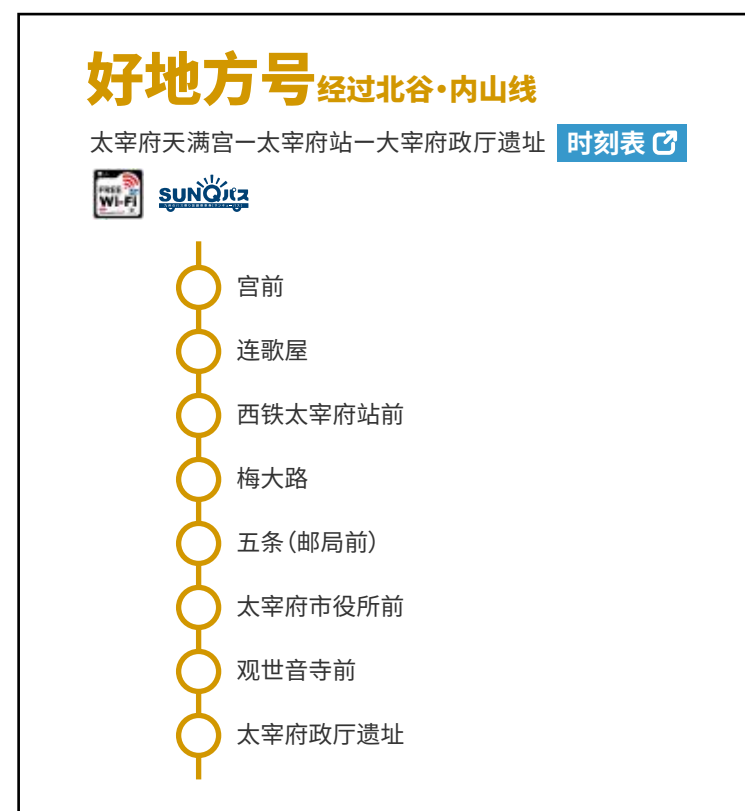 好地方号经过北谷·内山线
太宰府天满宫ー太宰府站ー大宰府政厅遗址 时刻表
FREE Wi-Fi SUNQパス
宫前
连歌屋
西铁太宰府站前
梅大路
五条（邮局前）
太宰府市役所前
观世音寺前
太宰府政厅遗址